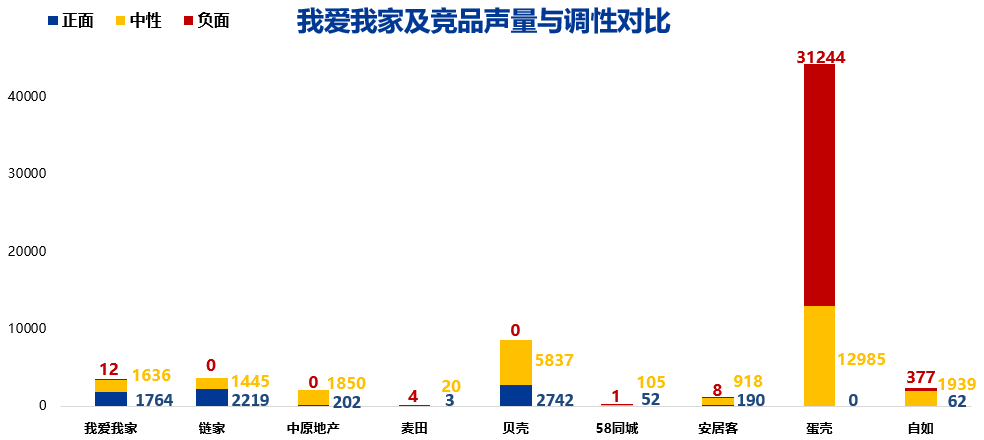 我爱我家及竞品声量与调性对比
正面 中性 负面
40000
30000
20000
10000
0
12 1636 1764
0 1445 2219
0 1850 202
4 20 3
0 5837 2742
1 105 52
8 918 190
31244 12985 0
377 1939 62
我爱我家 链家 中原地产 麦田 贝壳 58同城 安居客 蛋壳 自如